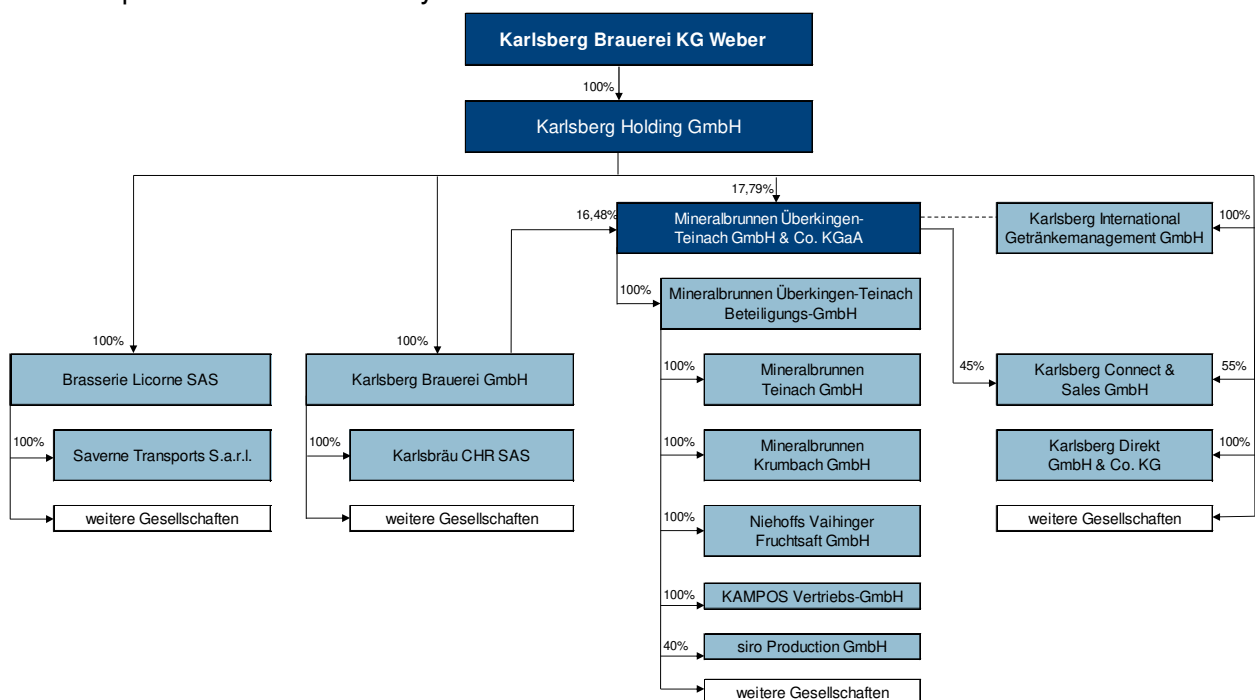 Karlsberg Brauerei KG Weber
100%
Karlsberg Holding GmbH
17,79%
16,48%
Mineralbrunnen Überkingen-
Teinach GmbH & Co. KGaA
Karlsberg International
Getränkemanagement GmbH
100%
100%
Mineralbrunnen Überkingen-Teinach
Beteiligungs-GmbH
100%
Brasserie Licorne SAS
100%
Karlsberg Brauerei GmbH
100%
Mineralbrunnen
Teinach GmbH
45%
Karlsberg Connect &
Sales GmbH
55%
100%
Saverne Transports S.a.r.l.
100%
Karlsbräu CHR SAS
100%
Mineralbrunnen
Krumbach GmbH
Karlsberg Direkt
GmbH & Co. KG
100%
weitere Gesellschaften
weitere Gesellschaften
100%
Niehoffs Vaihinger
Fruchtsaft GmbH
weitere Gesellschaften
100%
KAMPOS Vertriebs-GmbH
40%
siro Production GmbH
weitere Gesellschaften